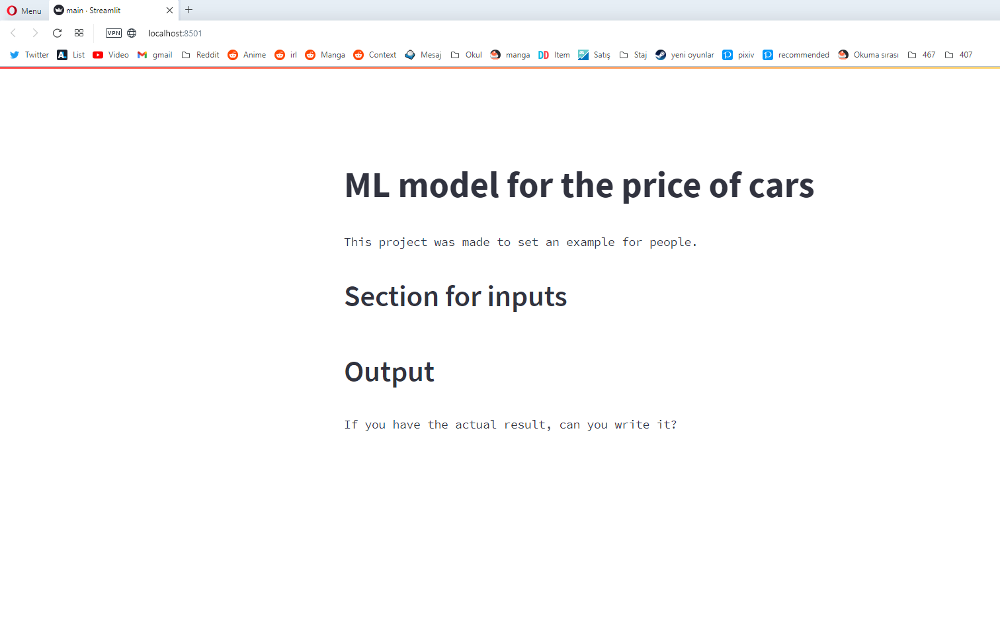 Menu main · Streamlit
VPN localhost:8501
Twitter List Video gmail Reddit Anime irl Manga Context Mesaj Okul manga DD Item Satış Staj yeni oyunlar pixiv recommended Okuma sırası 467 407
ML model for the price of cars
This project was made to set an example for people.
Section for inputs
Output
If you have the actual result, can you write it?